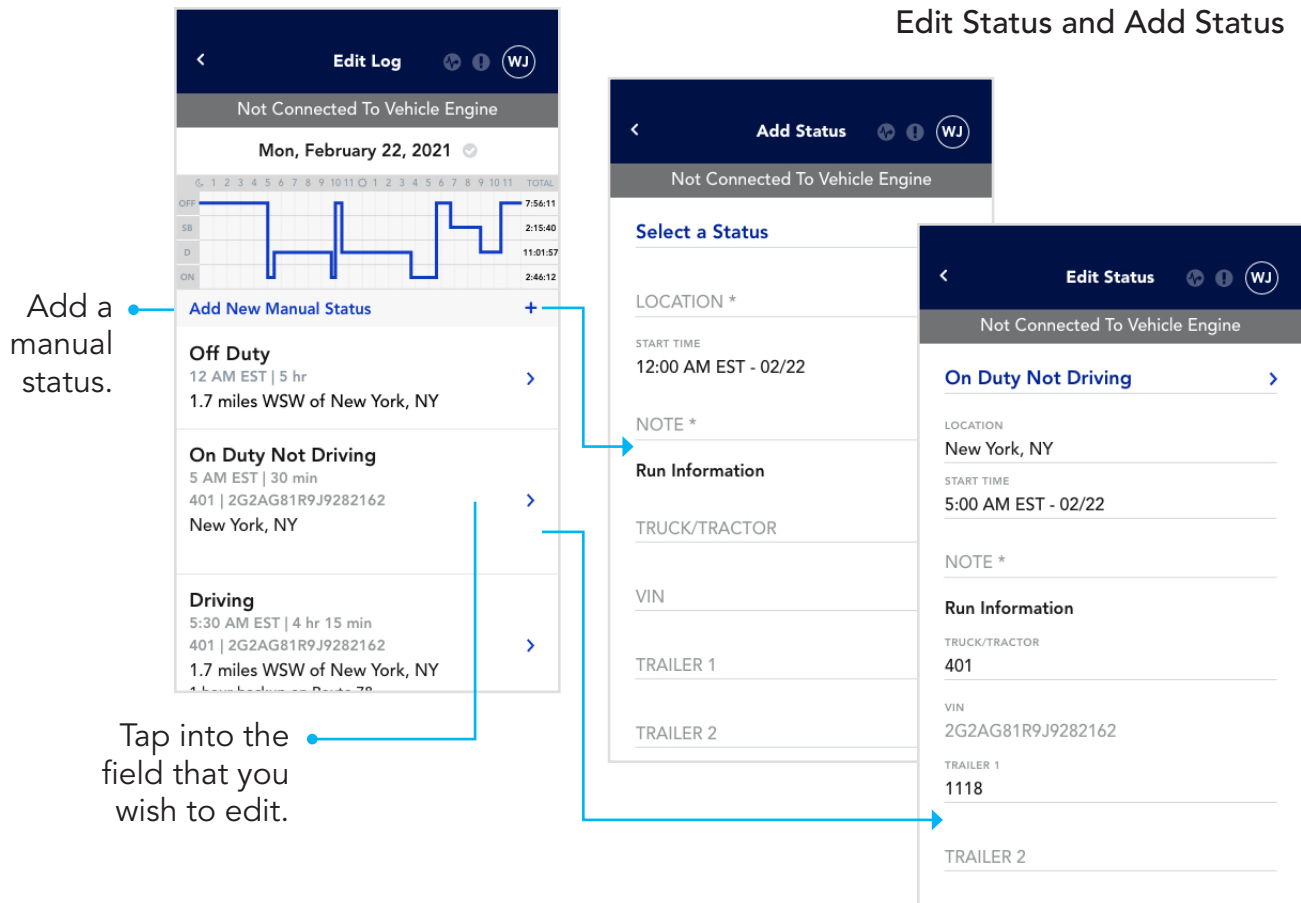 Edit Status and Add Status
Edit Log
WJ
Not Connected To Vehicle Engine
Mon, February 22, 2021
1 2 3 4 5 6 7 8 9 10 11 1 2 3 4 5 6 7 8 9 10 11 TOTAL
OFF 7:56:11
SB 2:15:40
D 11:01:57
ON 2:46:12
Add New Manual Status +
Off Duty
12 AM EST | 5 hr
1.7 miles WSW of New York, NY
On Duty Not Driving
5 AM EST | 30 min
401 | 2G2AG81R9J9282162
New York, NY
Driving
5:30 AM EST | 4 hr 15 min
401 | 2G2AG81R9J9282162
1.7 miles WSW of New York, NY
1 hour backup on Route 78
Add a
manual
status.
Tap into the
field that you
wish to edit.
Add Status
WJ
Not Connected To Vehicle Engine
Select a Status
LOCATION *
START TIME
12:00 AM EST - 02/22
NOTE *
Run Information
TRUCK/TRACTOR
VIN
TRAILER 1
TRAILER 2
Edit Status
WJ
Not Connected To Vehicle Engine
On Duty Not Driving
LOCATION
New York, NY
START TIME
5:00 AM EST - 02/22
NOTE *
Run Information
TRUCK/TRACTOR
401
VIN
2G2AG81R9J9282162
TRAILER 1
1118
TRAILER 2